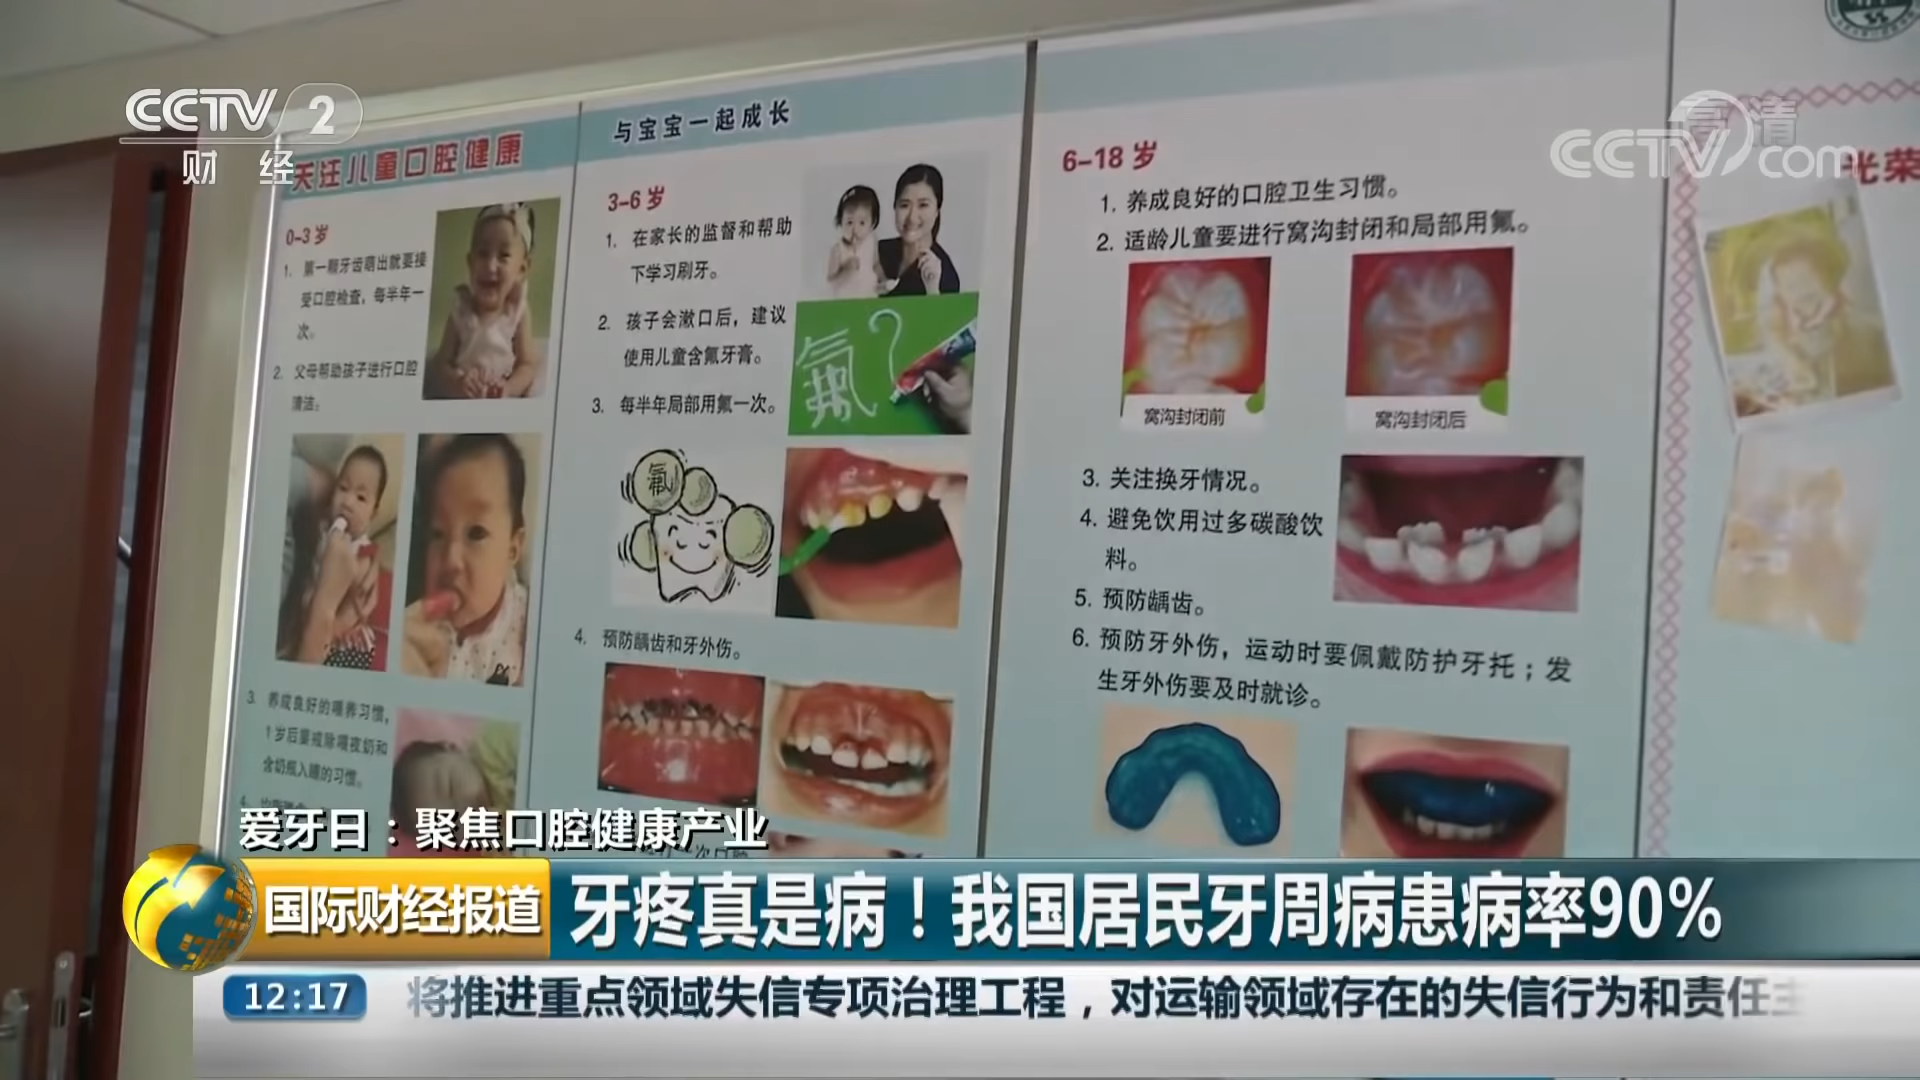 CCTV 2
财 经
高清
CCTV.com
关注儿童口腔健康
0-3岁
1. 第一颗牙齿萌出就要接
受口腔检查，每半年一
次。
2. 父母帮助孩子进行口腔
清洁。
3. 养成良好的喂养习惯，
1岁后要戒除喂夜奶和
含奶瓶入睡的习惯。
与宝宝一起成长
3-6岁
1. 在家长的监督和帮助
下学习刷牙。
2. 孩子会漱口后，建议
使用儿童含氟牙膏。
3. 每半年局部用氟一次。
氟?
氟
4. 预防龋齿和牙外伤。
6-18岁
1. 养成良好的口腔卫生习惯。
2. 适龄儿童要进行窝沟封闭和局部用氟。
窝沟封闭前
窝沟封闭后
3. 关注换牙情况。
4. 避免饮用过多碳酸饮
料。
5. 预防龋齿。
6. 预防牙外伤，运动时要佩戴防护牙托；发
生牙外伤要及时就诊。
光荣
爱牙日：聚焦口腔健康产业
国际财经报道
牙疼真是病！我国居民牙周病患病率90%
12:17
将推进重点领域失信专项治理工程，对运输领域存在的失信行为和责任主